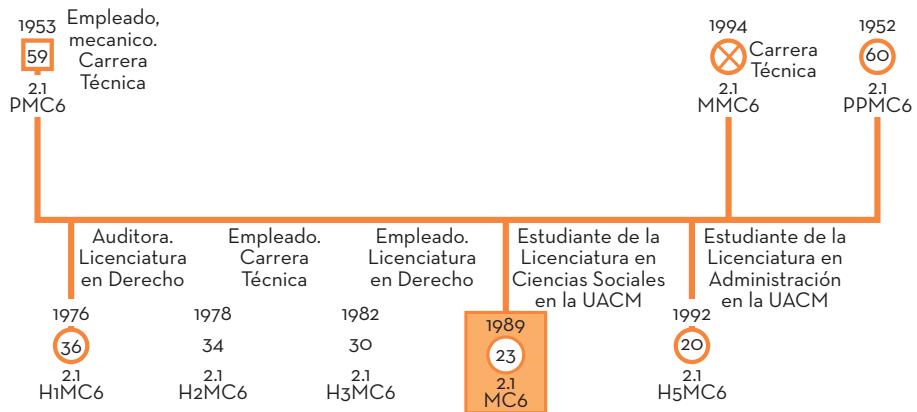 1953
Empleado,
mecanico.
Carrera
Técnica
59
2.1
PMC6
1994
Carrera
Técnica
2.1
MMC6
1952
60
2.1
PPMC6
Auditora.
Licenciatura
en Derecho
1976
36
2.1
H1MC6
Empleado.
Carrera
Técnica
1978
34
2.1
H2MC6
Empleado.
Licenciatura
en Derecho
1982
30
2.1
H3MC6
Estudiante de la
Licenciatura en
Ciencias Sociales
en la UACM
1989
23
2.1
MC6
Estudiante de la
Licenciatura en
Administración
en la UACM
1992
20
2.1
H5MC6